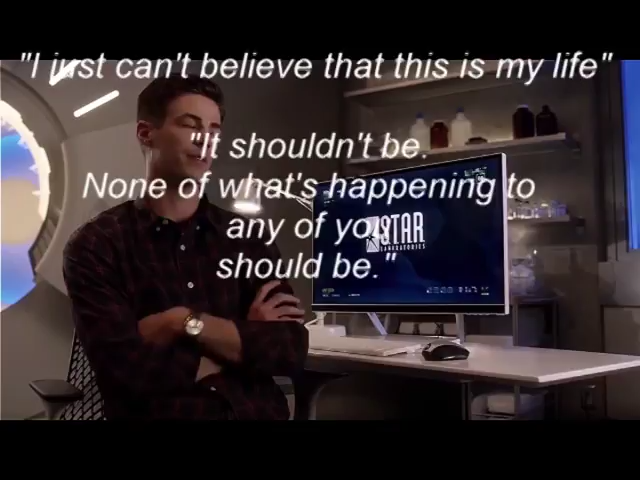 "I just can't believe that this is my life"
"It shouldn't be.
None of what's happening to
any of you
should be."
STAR
LABORATORIES